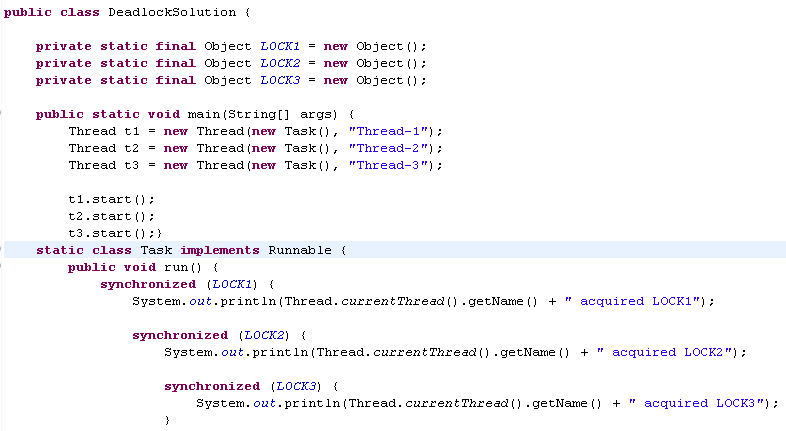 public class DeadlockSolution {

    private static final Object LOCK1 = new Object();
    private static final Object LOCK2 = new Object();
    private static final Object LOCK3 = new Object();

    public static void main(String[] args) {
        Thread t1 = new Thread(new Task(), "Thread-1");
        Thread t2 = new Thread(new Task(), "Thread-2");
        Thread t3 = new Thread(new Task(), "Thread-3");

        t1.start();
        t2.start();
        t3.start();}
    static class Task implements Runnable {
        public void run() {
            synchronized (LOCK1) {
                System.out.println(Thread.currentThread().getName() + " acquired LOCK1");

                synchronized (LOCK2) {
                    System.out.println(Thread.currentThread().getName() + " acquired LOCK2");

                    synchronized (LOCK3) {
                        System.out.println(Thread.currentThread().getName() + " acquired LOCK3");
                    }